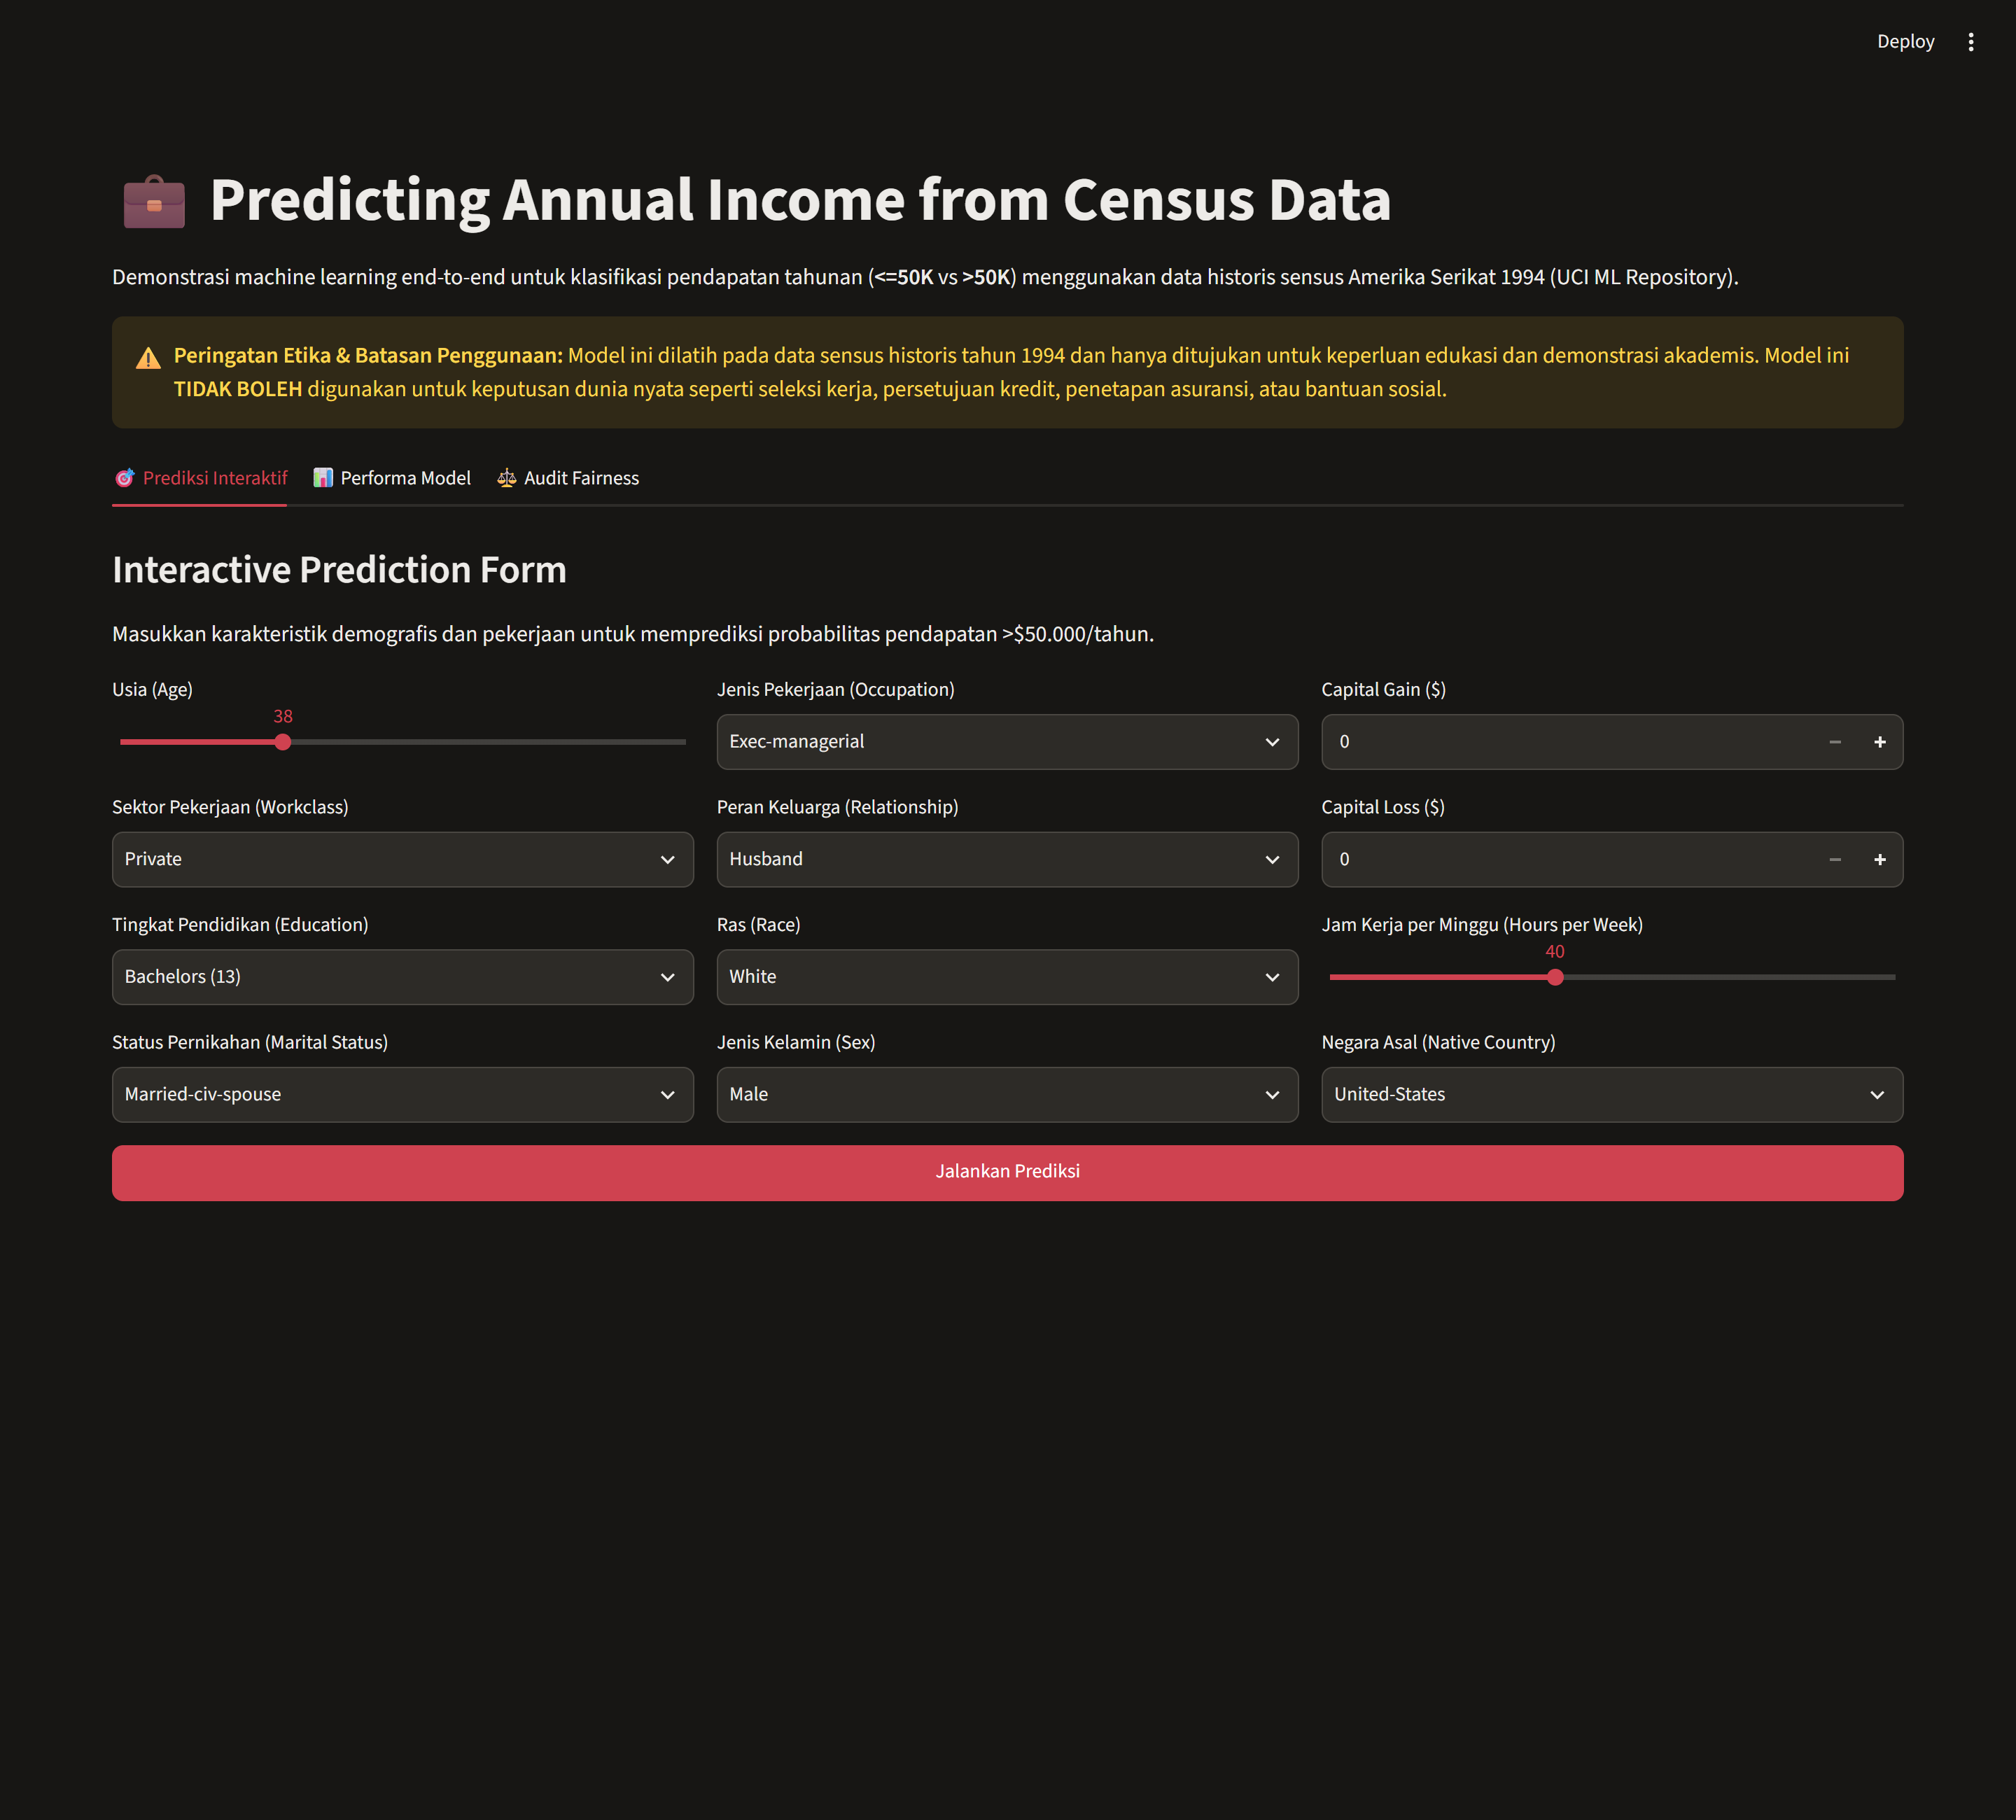 Deploy
Predicting Annual Income from Census Data
Demonstrasi machine learning end-to-end untuk klasifikasi pendapatan tahunan (<=50K vs >50K) menggunakan data historis sensus Amerika Serikat 1994 (UCI ML Repository).
Peringatan Etika & Batasan Penggunaan: Model ini dilatih pada data sensus historis tahun 1994 dan hanya ditujukan untuk keperluan edukasi dan demonstrasi akademis. Model ini
TIDAK BOLEH digunakan untuk keputusan dunia nyata seperti seleksi kerja, persetujuan kredit, penetapan asuransi, atau bantuan sosial.
Prediksi Interaktif Performa Model Audit Fairness
Interactive Prediction Form
Masukkan karakteristik demografis dan pekerjaan untuk memprediksi probabilitas pendapatan >$50.000/tahun.
Usia (Age)
38
Sektor Pekerjaan (Workclass)
Private
Tingkat Pendidikan (Education)
Bachelors (13)
Status Pernikahan (Marital Status)
Married-civ-spouse
Jenis Pekerjaan (Occupation)
Exec-managerial
Peran Keluarga (Relationship)
Husband
Ras (Race)
White
Jenis Kelamin (Sex)
Male
Capital Gain ($)
0
Capital Loss ($)
0
Jam Kerja per Minggu (Hours per Week)
40
Negara Asal (Native Country)
United-States
Jalankan Prediksi